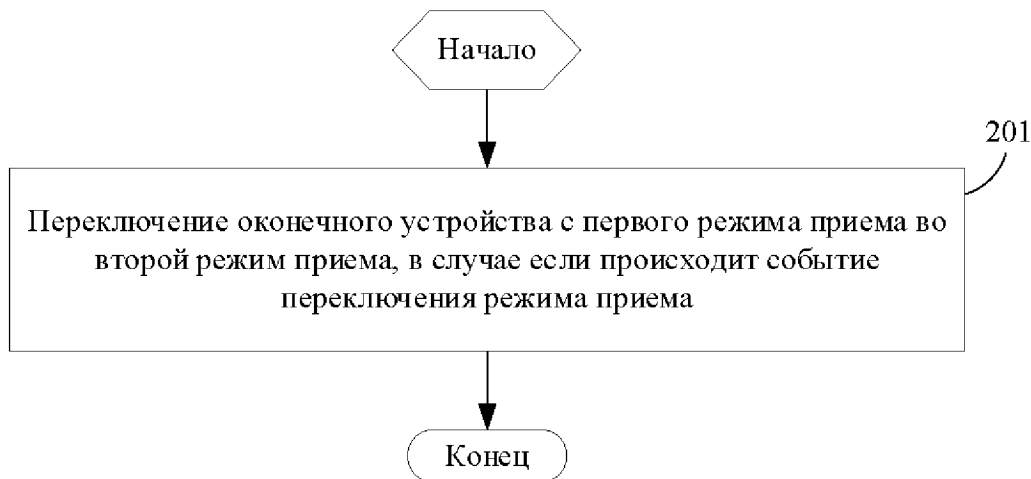 Начало
201
Переключение оконечного устройства с первого режима приема во
второй режим приема, в случае если происходит событие
переключения режима приема
Конец